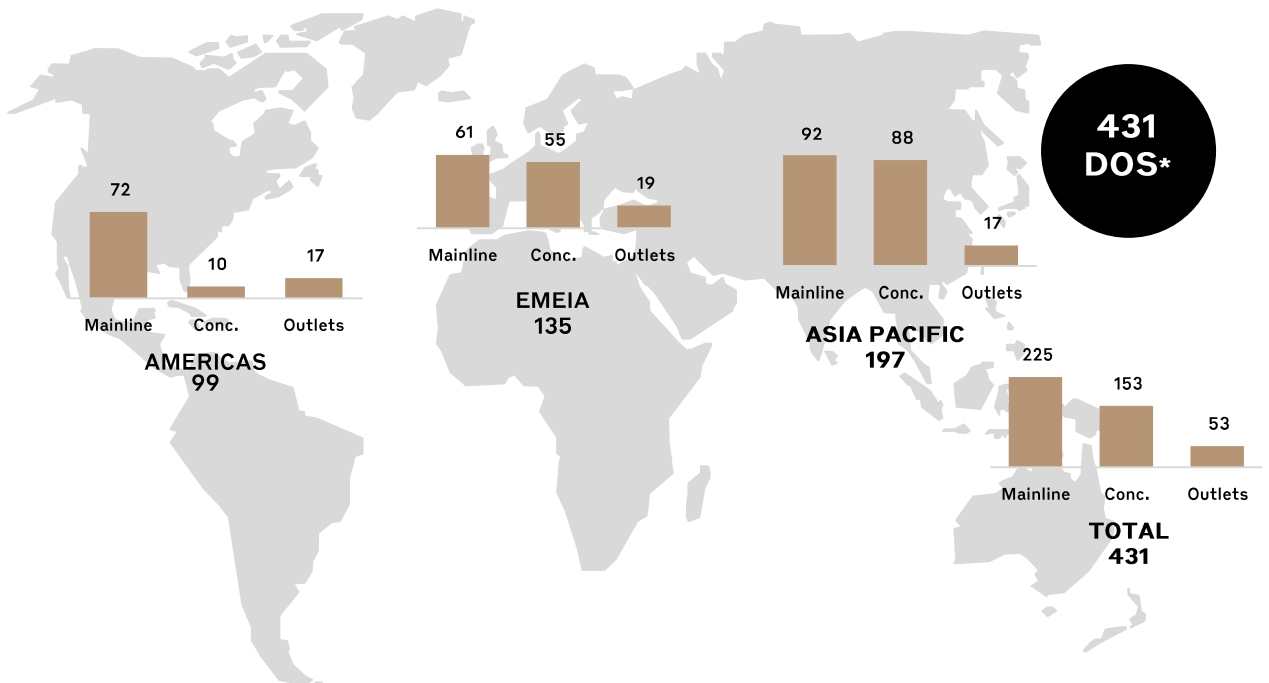 431
DOS*
72
10
17
Mainline Conc. Outlets
AMERICAS
99
61
55
19
Mainline Conc. Outlets
EMEIA
135
92
88
17
Mainline Conc. Outlets
ASIA PACIFIC
197
225
153
53
Mainline Conc. Outlets
TOTAL
431